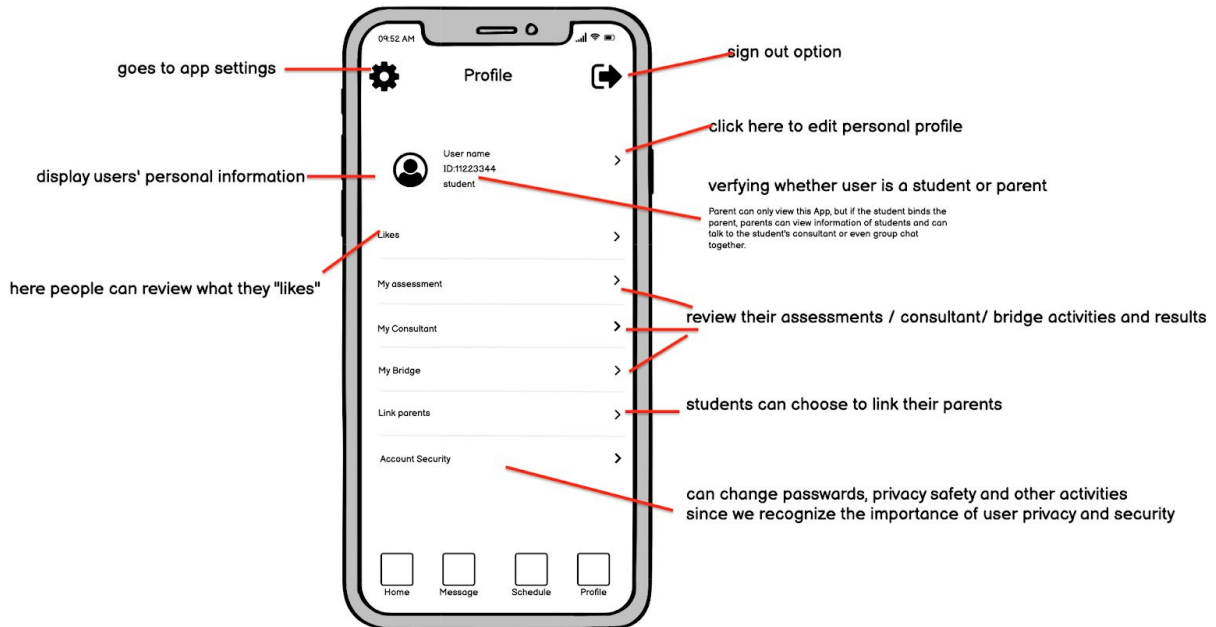 09:52 AM
goes to app settings
Profile
sign out option
click here to edit personal profile
User name
ID:11223344
student
display users' personal information
verfying whether user is a student or parent
Parent can only view this App, but if the student binds the
parent, parents can view information of students and can
talk to the student's consultant or even group chat
together.
Likes
here people can review what they "likes"
My assessment
My Consultant
My Bridge
review their assessments / consultant/ bridge activities and results
Link parents
students can choose to link their parents
Account Security
can change passwards, privacy safety and other activities
since we recognize the importance of user privacy and security
Home Message Schedule Profile